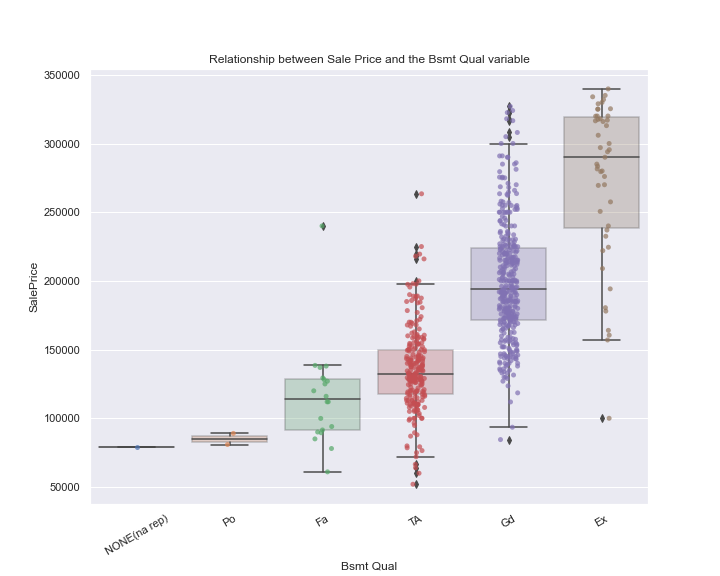 Relationship between Sale Price and the Bsmt Qual variable
350000
300000
250000
200000
150000
100000
50000
SalePrice
NONE(na rep)
Po
Fa
TA
Gd
Ex
Bsmt Qual